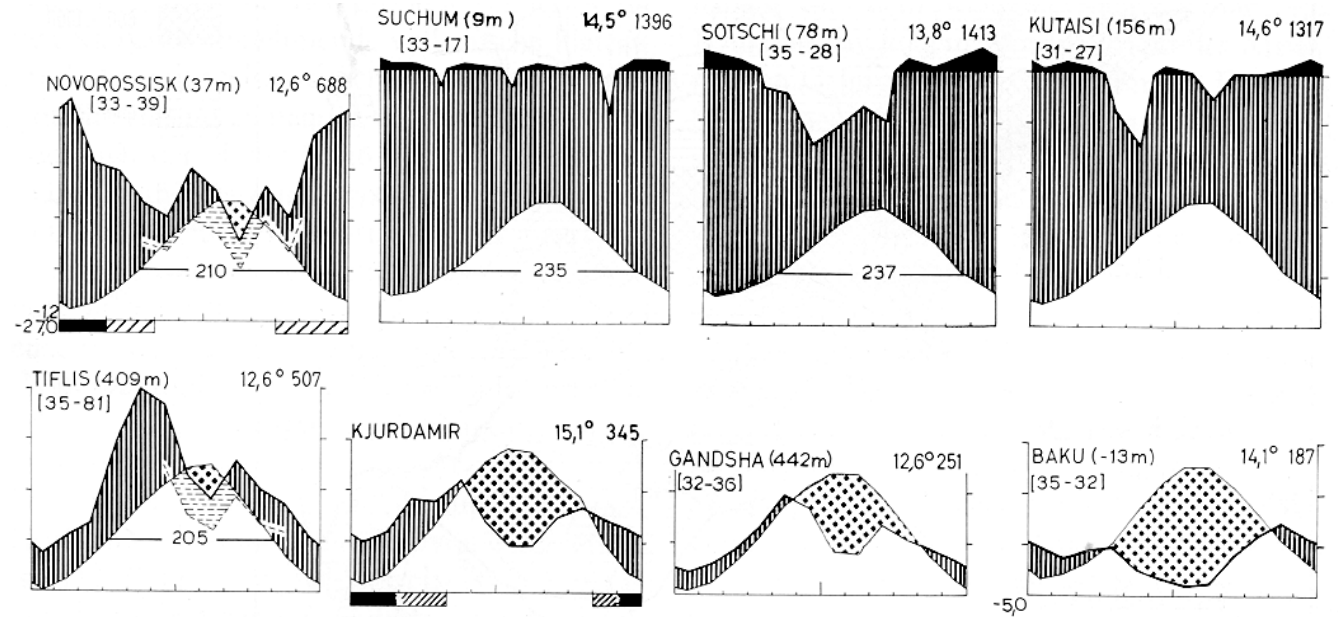 SUCHUM (9m) 14,5° 1396
[33-17]
SOTSCHI (78m) 13,8° 1413
[35-28]
KUTAISI (156m) 14,6° 1317
[31-27]
NOVOROSSISK (37m) 12,6° 688
[33-39]
210
235
237
-12
-27,0
TIFLIS (409m) 12,6° 507
[35-81]
205
KJURDAMIR 15,1° 345
GANDSHA (442m) 12,6° 251
[32-36]
BAKU (-13m) 14,1° 187
[35-32]
-5,0